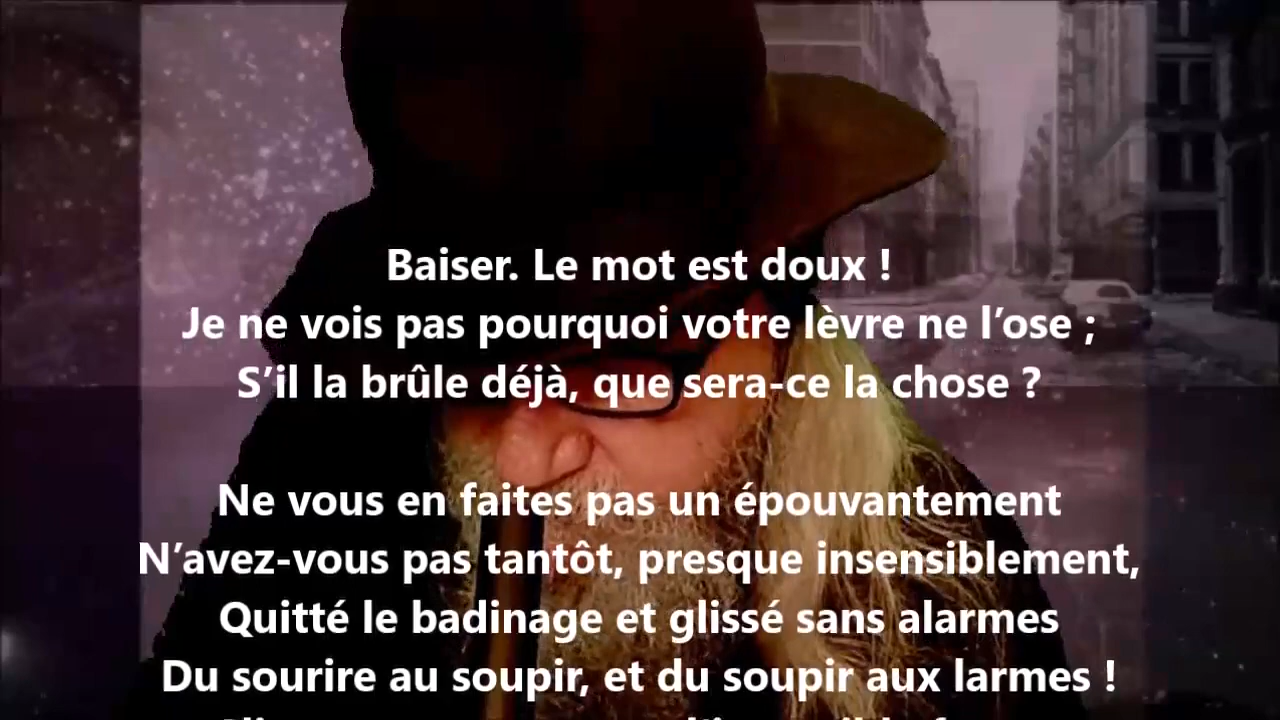 Baiser. Le mot est doux !
Je ne vois pas pourquoi votre lèvre ne l’ose ;
S’il la brûle déjà, que sera-ce la chose ?
Ne vous en faites pas un épouvantement
N’avez-vous pas tantôt, presque insensiblement,
Quitté le badinage et glissé sans alarmes
Du sourire au soupir, et du soupir aux larmes !